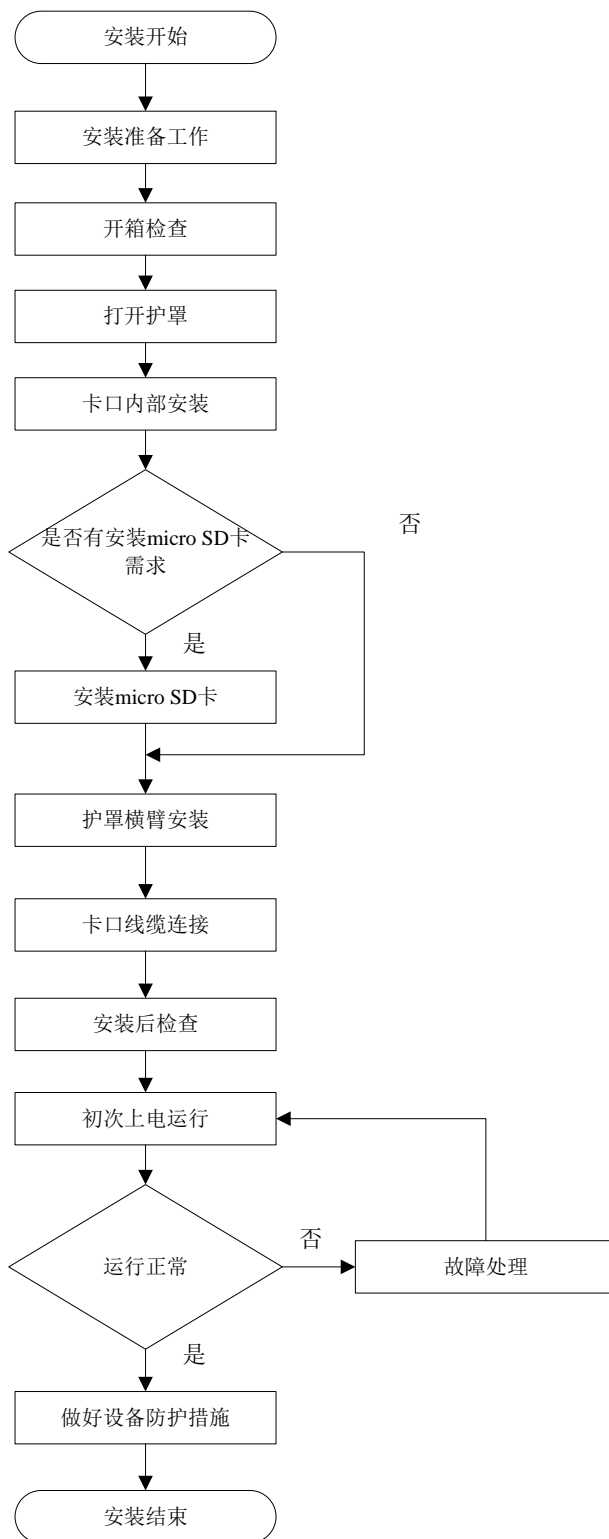 安装开始
安装准备工作
开箱检查
打开护罩
卡口内部安装
是否有安装micro SD卡
需求
否
是
安装micro SD卡
护罩横臂安装
卡口线缆连接
安装后检查
初次上电运行
运行正常
否
故障处理
是
做好设备防护措施
安装结束